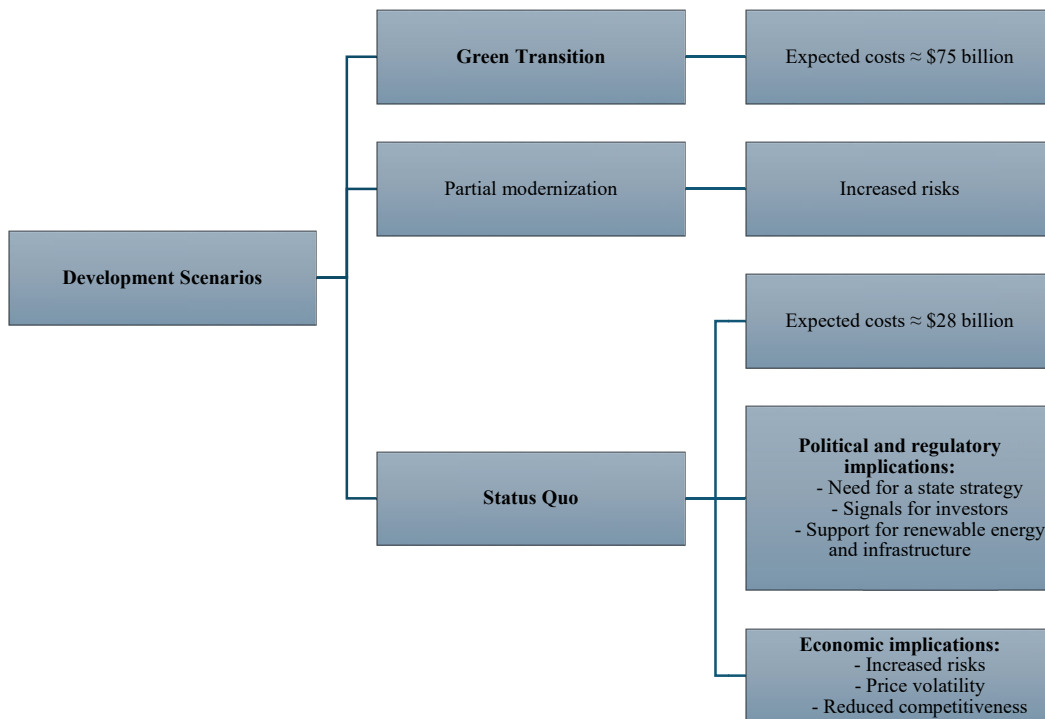 Development Scenarios
Green Transition
Expected costs ≈ $75 billion
Partial modernization
Increased risks
Status Quo
Expected costs ≈ $28 billion
Political and regulatory
implications:
- Need for a state strategy
- Signals for investors
- Support for renewable energy
and infrastructure
Economic implications:
- Increased risks
- Price volatility
- Reduced competitiveness